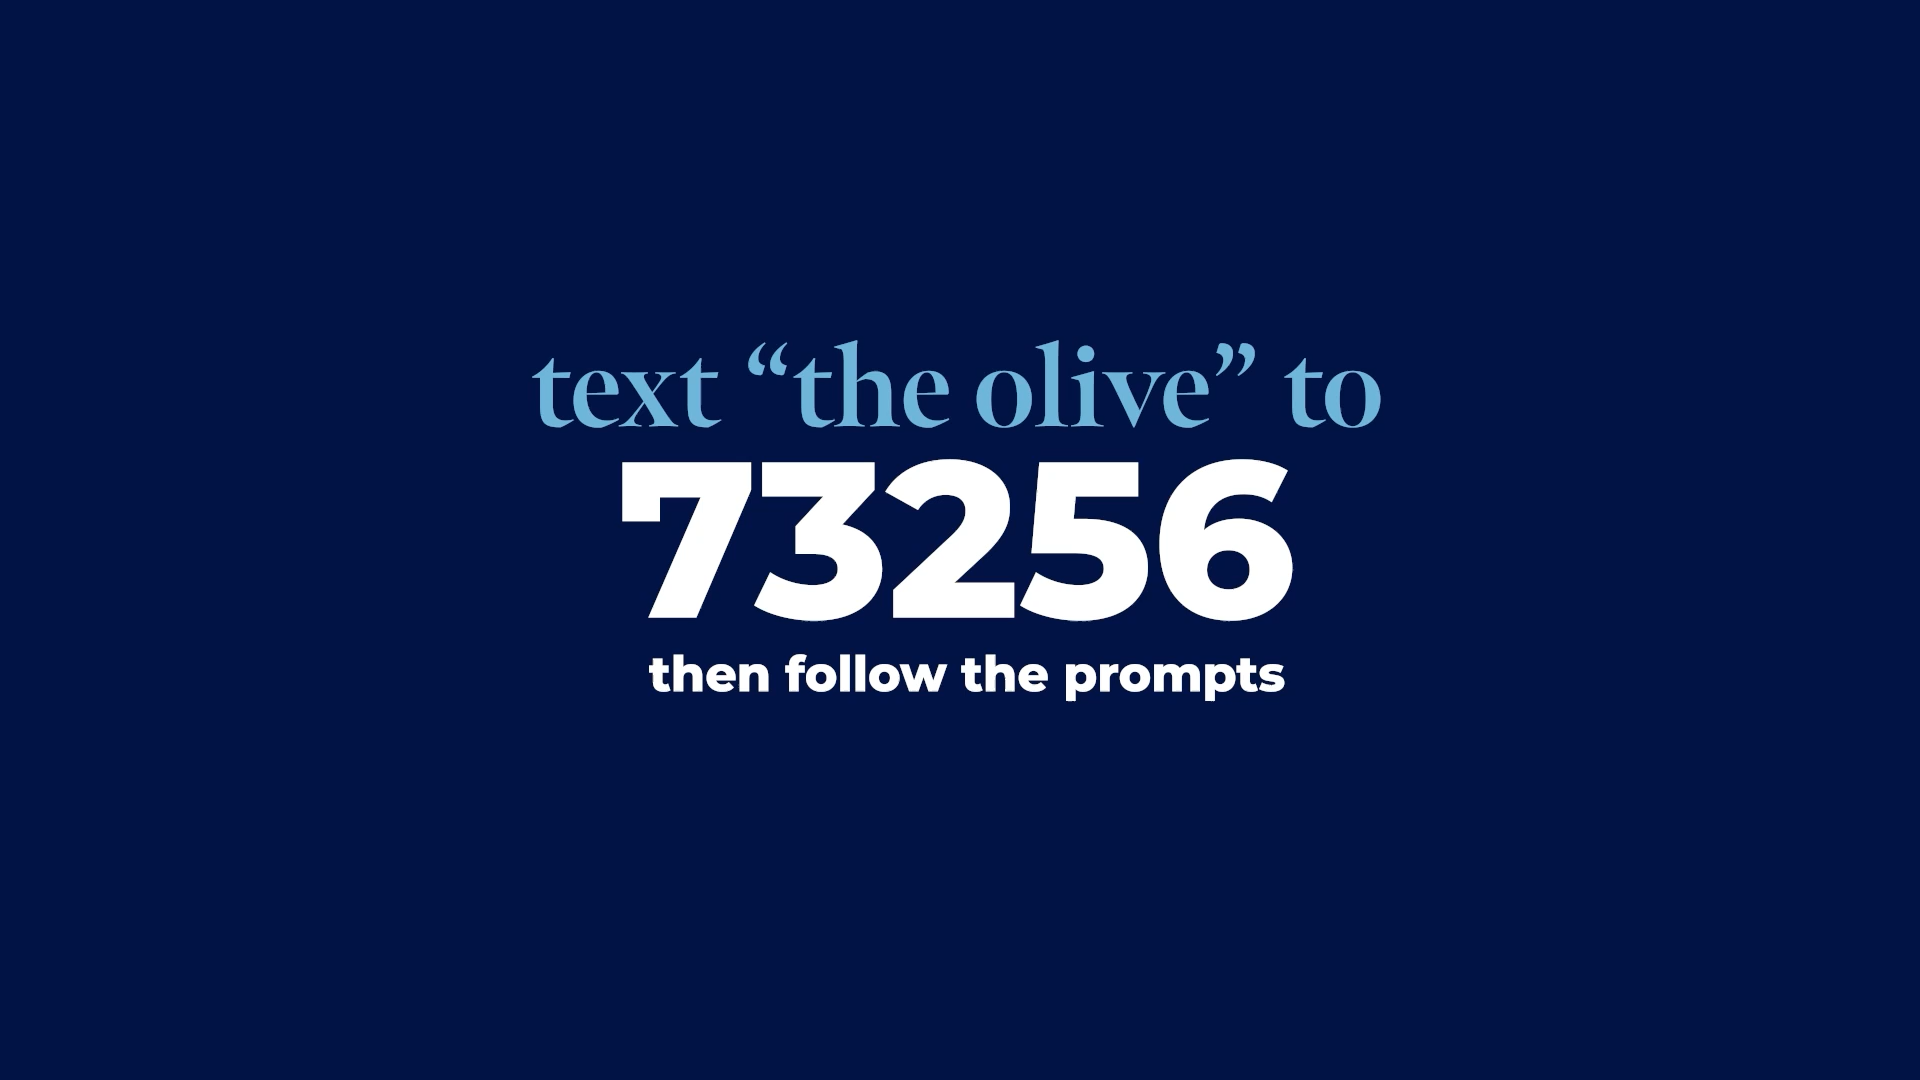 text “the olive” to
73256
then follow the prompts